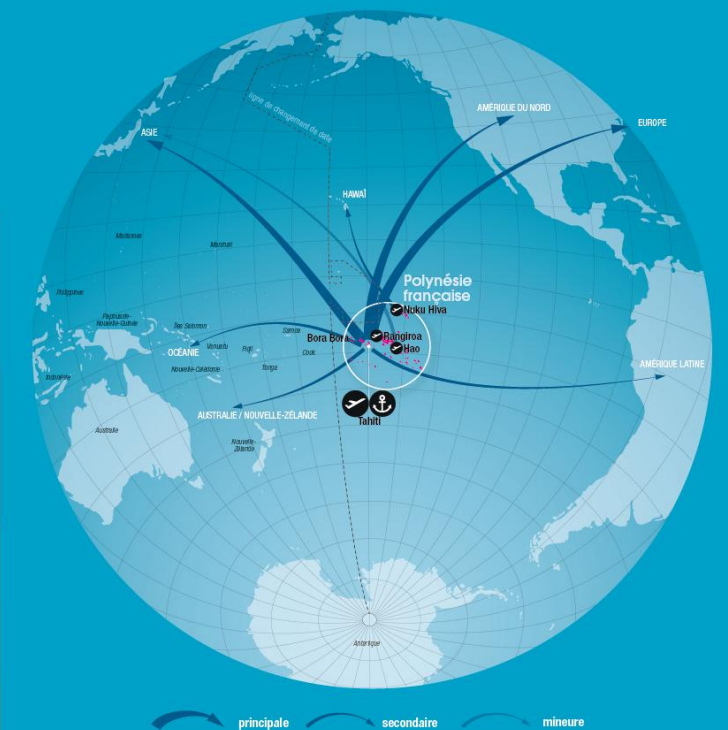 ligne de changement de date
AMÉRIQUE DU NORD
EUROPE
ASIE
HAWAÏ
Philippines
Papouasie-
Nouvelle-Guinée
Îles Salomon
Samoa
Vanuatu
Fidji
Cook
Tonga
Nouvelle-Calédonie
OCÉANIE
Polynésie
française
Nuku Hiva
Bora Bora
Rangiroa
Hao
AMÉRIQUE LATINE
Indonésie
AUSTRALIE / NOUVELLE-ZÉLANDE
Tahiti
Australie
Nouvelle-
Zélande
Antarctique
principale
secondaire
mineure